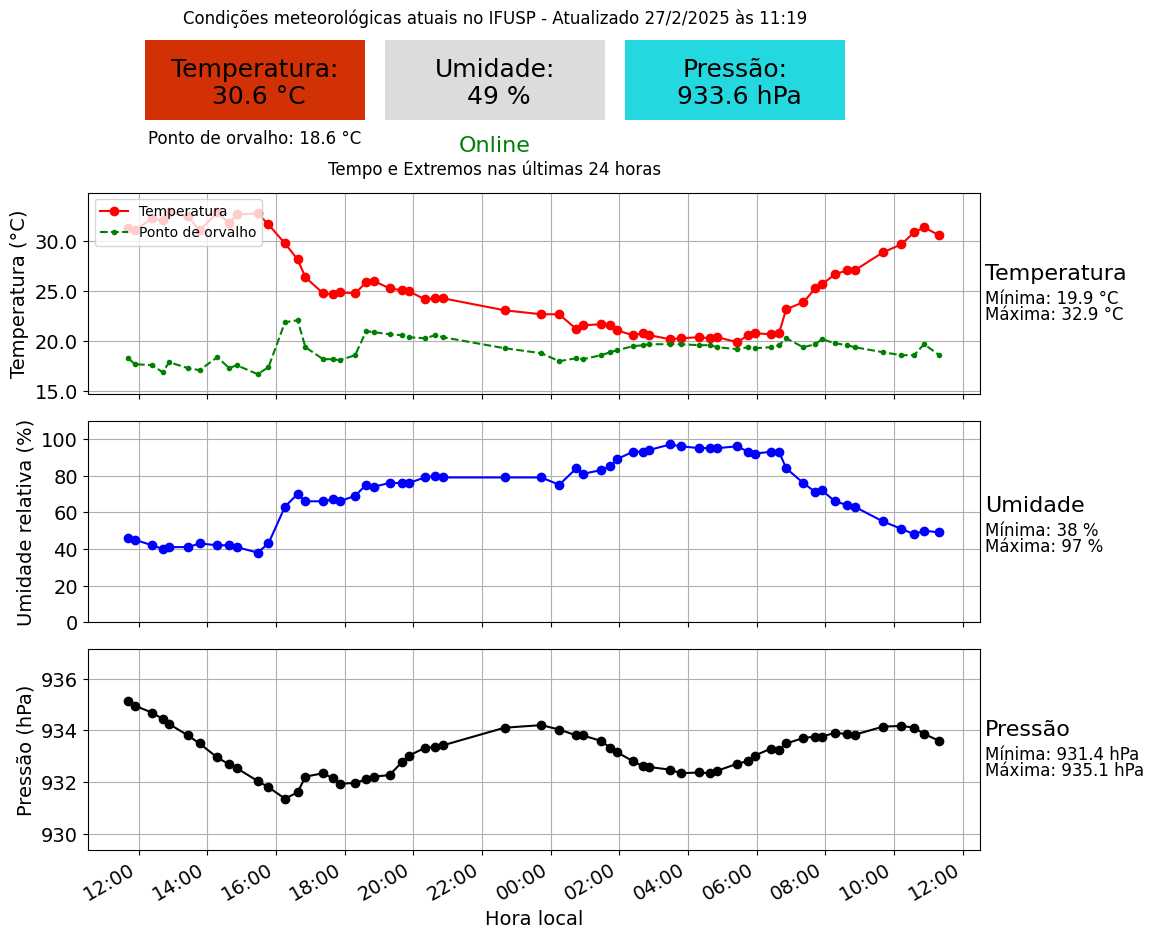 Condições meteorológicas atuais no IFUSP - Atualizado 27/2/2025 às 11:19
Temperatura:
30.6 °C
Umidade:
49 %
Pressão:
933.6 hPa
Ponto de orvalho: 18.6 °C
Online
Tempo e Extremos nas últimas 24 horas
Temperatura (°C)
30.0
25.0
20.0
15.0
Temperatura
Ponto de orvalho
Temperatura
Mínima: 19.9 °C
Máxima: 32.9 °C
Umidade relativa (%)
100
80
60
40
20
0
Umidade
Mínima: 38 %
Máxima: 97 %
Pressão (hPa)
936
934
932
930
Pressão
Mínima: 931.4 hPa
Máxima: 935.1 hPa
12:00
14:00
16:00
18:00
20:00
22:00
00:00
02:00
04:00
06:00
08:00
10:00
12:00
Hora local